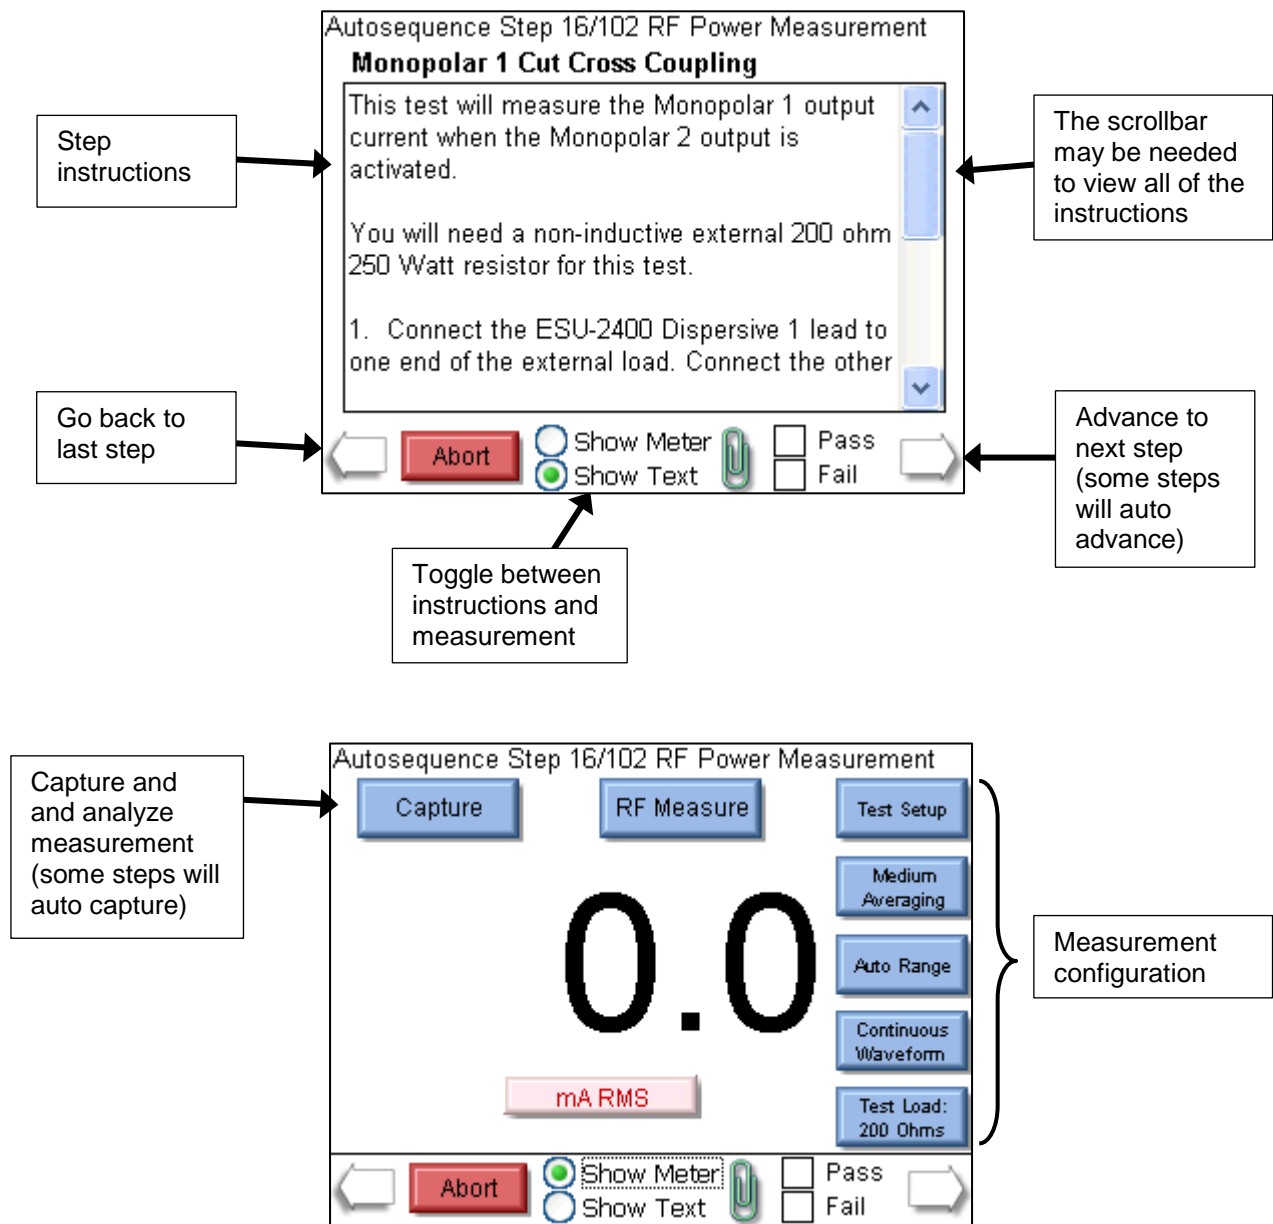 Autosequence Step 16/102 RF Power Measurement
Monopolar 1 Cut Cross Coupling
This test will measure the Monopolar 1 output
current when the Monopolar 2 output is
activated.
You will need a non-inductive external 200 ohm
250 Watt resistor for this test.
1. Connect the ESU-2400 Dispersive 1 lead to
one end of the external load. Connect the other
Step
instructions
The scrollbar
may be needed
to view all of the
instructions
Go back to
last step
Abort
Show Meter
Show Text
Pass
Fail
Advance to
next step
(some steps
will auto
advance)
Toggle between
instructions and
measurement
Autosequence Step 16/102 RF Power Measurement
Capture and
and analyze
measurement
(some steps will
auto capture)
Capture
RF Measure
Test Setup
Medium
Averaging
0.0
Auto Range
Continuous
Waveform
mA RMS
Test Load:
200 Ohms
Measurement
configuration
Abort
Show Meter
Show Text
Pass
Fail